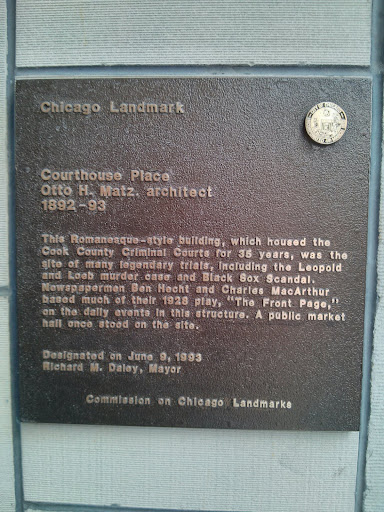 Chicago Landmark
Courthouse Place
Otto H. Matz, architect
1892-93
This Romanesque-style building, which housed the
Cook County Criminal Courts for 35 years, was the
site of many legendary trials, including the Leopold
and Loeb murder case and Black Sox Scandal.
Newspapermen Ben Hecht and Charles MacArthur
based much of their 1928 play, "The Front Page,"
on the daily events in this structure. A public market
hall once stood on the site.
Designated on June 9, 1993
Richard M. Daley, Mayor
Commission on Chicago Landmarks